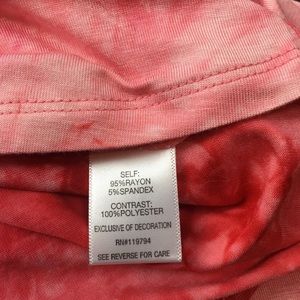 SELF:
95%RAYON
5%SPANDEX
CONTRAST:
100%POLYESTER
EXCLUSIVE OF DECORATION
RN#119794
SEE REVERSE FOR CARE